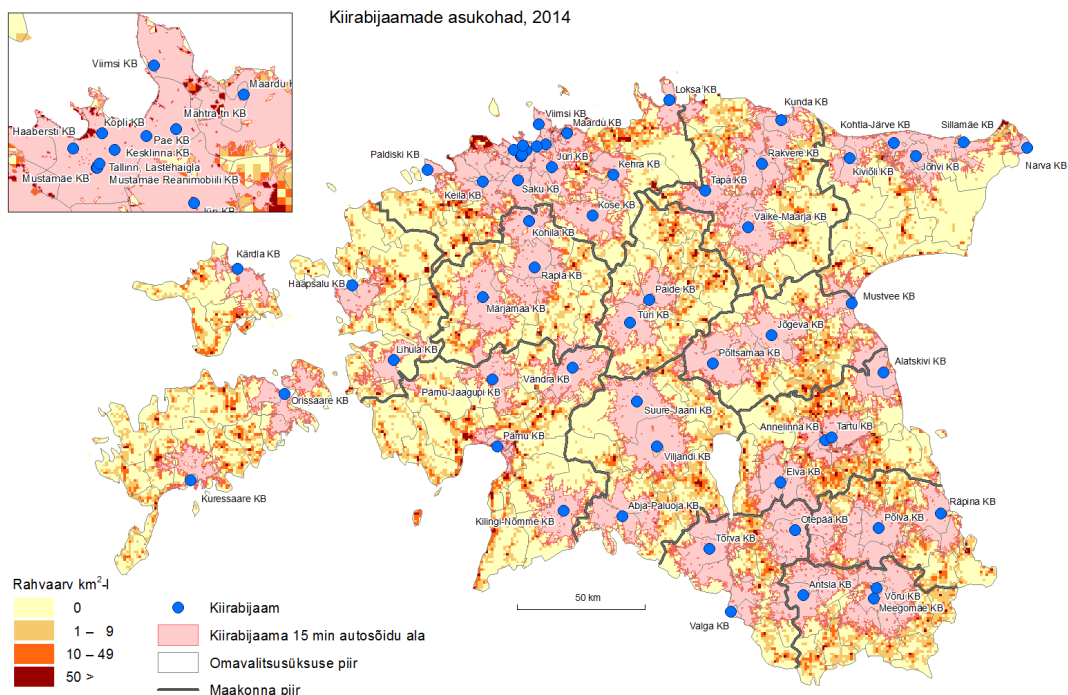 Kiirabijaamade asukohad, 2014
Viimsi KB
Maardu K
Kopli KB
Mähtra tn KB
Haabersti KB
Pae KB
Kesklinna KB
Tallinn, Lastehaigla
Mustamäe KB
Mustamäe Reanimobiili KB
Jüri KB
Loksa KB
Kunda KB
Viimsi KB
Maardu KB
Kohtla-Järve KB
Sillamäe KB
Paldiski KB
Jüri KB
Kehra KB
Rakvere KB
Narva KB
Kiviõli KB
Jõhvi KB
Keila KB
Saku KB
Tapa KB
Kose KB
Väike-Maarja KB
Kohila KB
Kärdla KB
Rapla KB
Haapsalu KB
Paide KB
Märjamaa KB
Mustvee KB
Türi KB
Jõgeva KB
Lihula KB
Põltsamaa KB
Alatskivi KB
Vändra KB
Pärnu-Jaagupi KB
Orissaare KB
Suure-Jaani KB
Annelinna KB
Tartu KB
Pärnu KB
Viljandi KB
Elva KB
Kuressaare KB
Abja-Paluoja KB
Räpina KB
Kilingi-Nõmme KB
Otepää KB
Põlva KB
Tõrva KB
Antsla KB
Võru KB
Meegomäe KB
Valga KB
Rahvaarv km²-l
0
1 – 9
10 – 49
50 >
Kiirabijaam
Kiirabijaama 15 min autosõidu ala
Omavalitsusüksuse piir
Maakonna piir
50 km